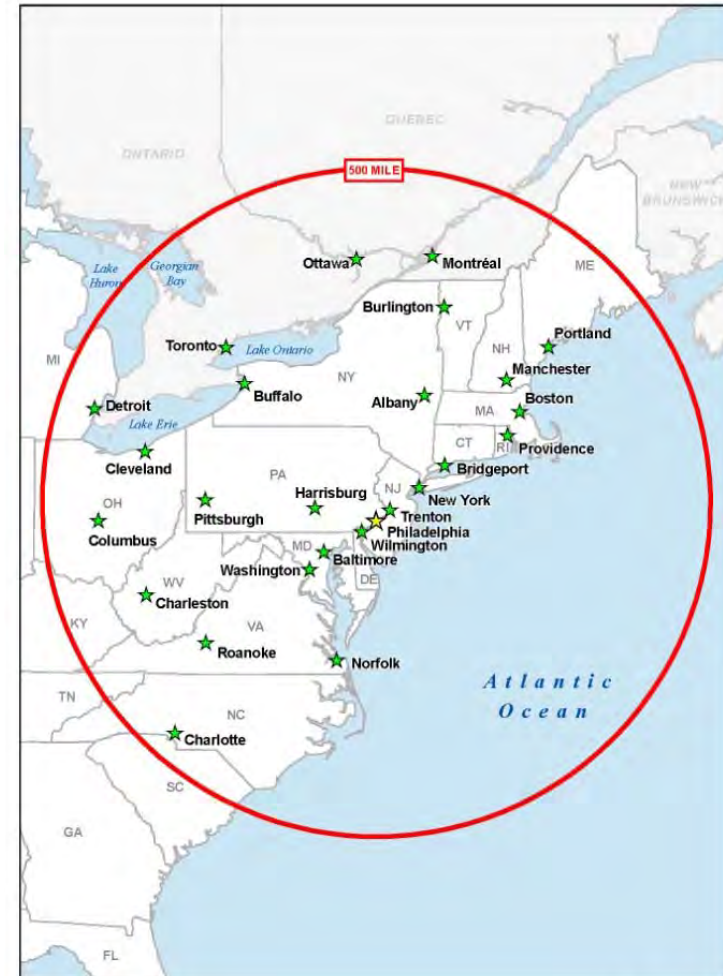 QUEBEC
ONTARIO
500 MILE
NEW
BRUNSWICK
Ottawa
Montréal
ME
Lake
Huron
Georgian
Bay
Burlington
VT
Portland
Toronto
Lake Ontario
NH
MI
Manchester
Buffalo
NY
Albany
Boston
MA
Detroit
Lake Erie
Providence
CT
RI
Cleveland
Bridgeport
PA
NJ
New York
OH
Pittsburgh
Harrisburg
Trenton
Philadelphia
Columbus
Wilmington
MD
Baltimore
Washington
DE
WV
Charleston
KY
VA
Roanoke
Norfolk
Atlantic
Ocean
TN
NC
Charlotte
SC
GA
FL